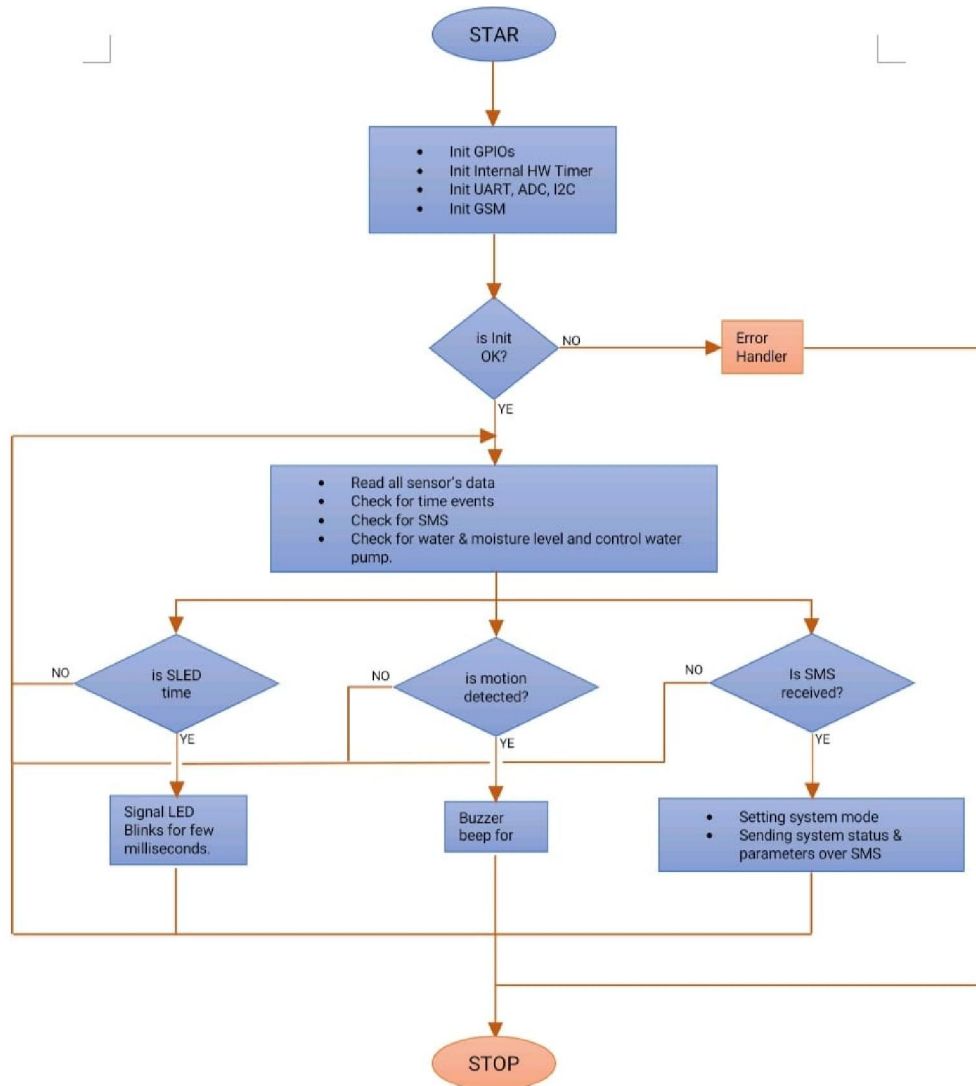 STAR
• Init GPIOs
• Init Internal HW Timer
• Init UART, ADC, I2C
• Init GSM
is Init
OK?
NO
Error
Handler
YE
• Read all sensor's data
• Check for time events
• Check for SMS
• Check for water & moisture level and control water
pump.
NO
is SLED
time
NO
is motion
detected?
NO
Is SMS
received?
YE
YE
YE
Signal LED
Blinks for few
milliseconds.
Buzzer
beep for
• Setting system mode
• Sending system status &
parameters over SMS
STOP